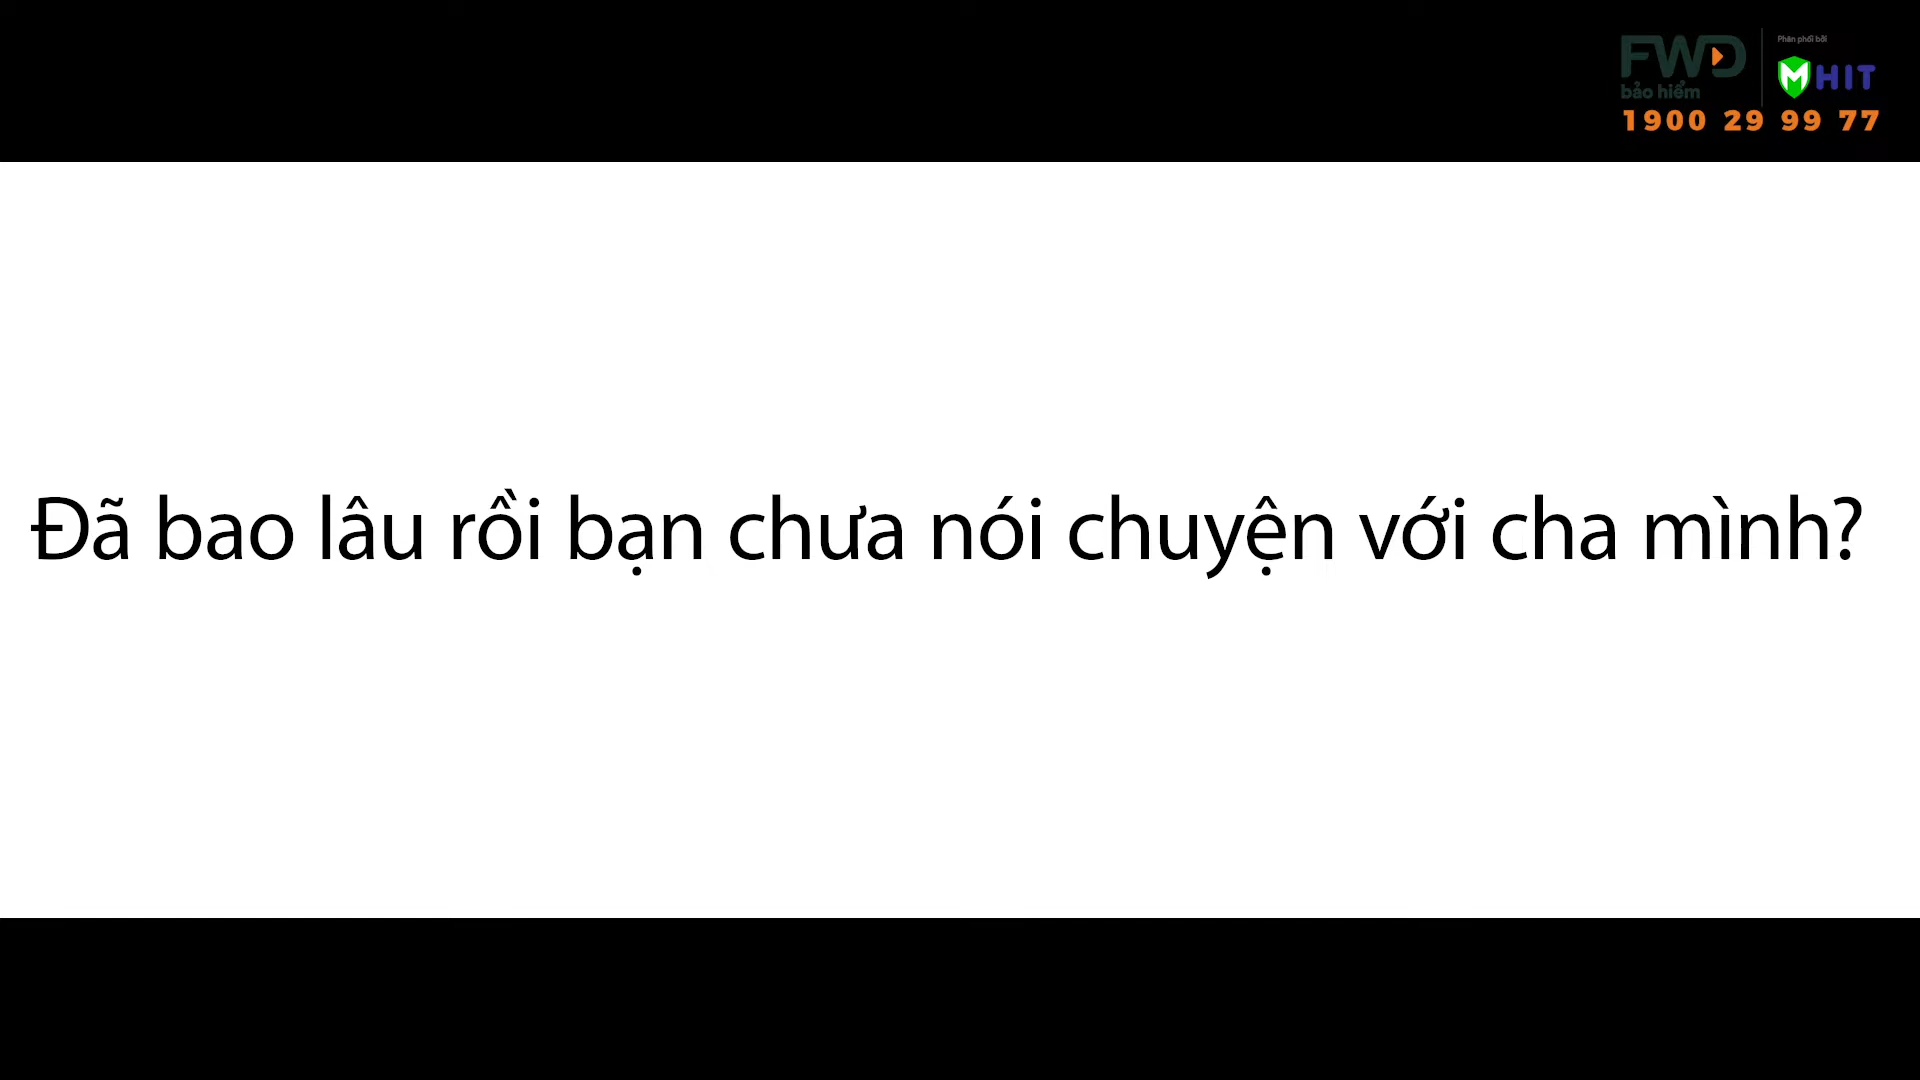 FWD
bảo hiểm
Phân phối bởi
MHIT
1900 29 99 77
Đã bao lâu rồi bạn chưa nói chuyện với cha mình?